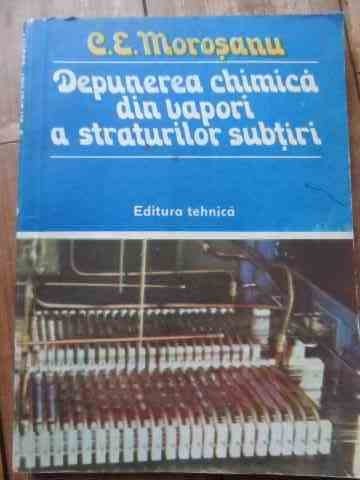 C.E. Moroșanu
Depunerea chimică
din vapori
a straturilor subțiri
Editura tehnică